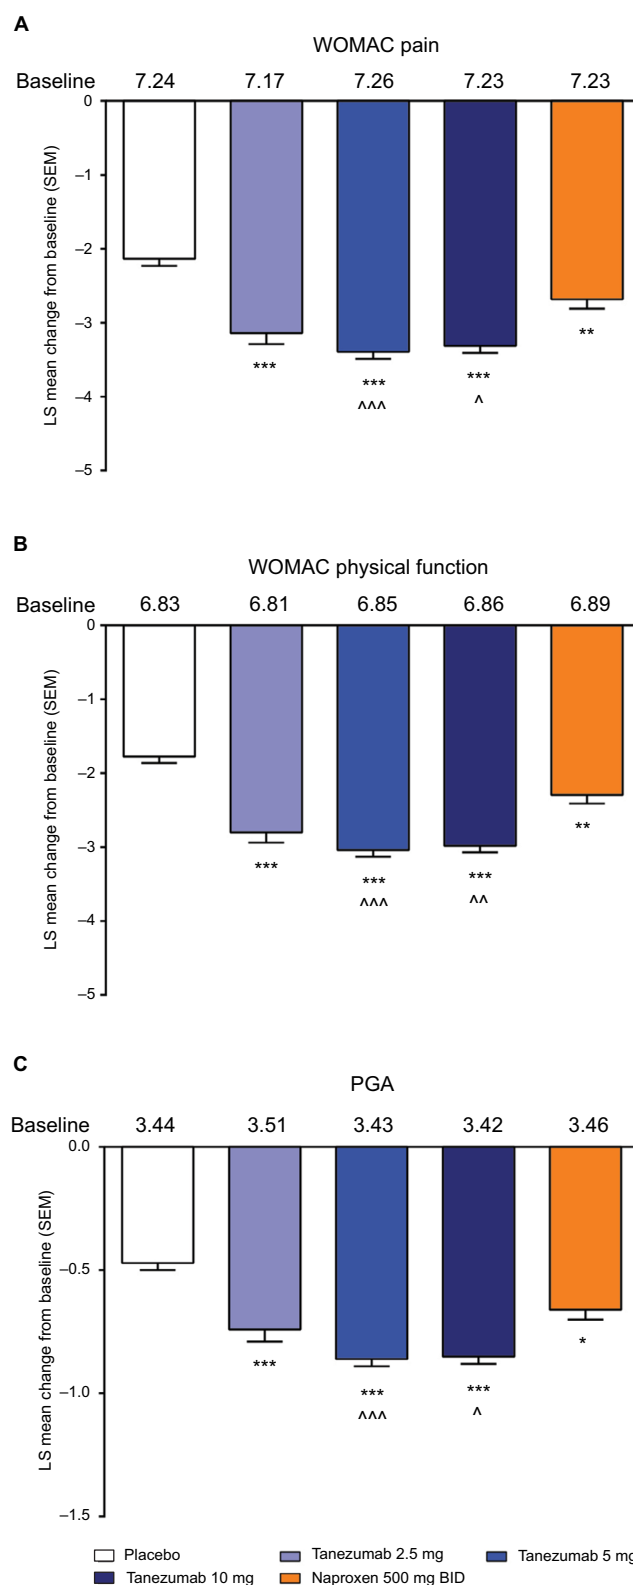 A
WOMAC pain
Baseline 7.24 7.17 7.26 7.23 7.23
LS mean change from baseline (SEM)
0
–1
–2
–3
–4
–5
*** *** *** **
^^^ ^
B
WOMAC physical function
Baseline 6.83 6.81 6.85 6.86 6.89
LS mean change from baseline (SEM)
0
–1
–2
–3
–4
–5
*** *** *** **
^^^ ^^
C
PGA
Baseline 3.44 3.51 3.43 3.42 3.46
LS mean change from baseline (SEM)
0.0
–0.5
–1.0
–1.5
*** *** *** *
^^^ ^
Placebo Tanezumab 2.5 mg Tanezumab 5 mg
Tanezumab 10 mg Naproxen 500 mg BID